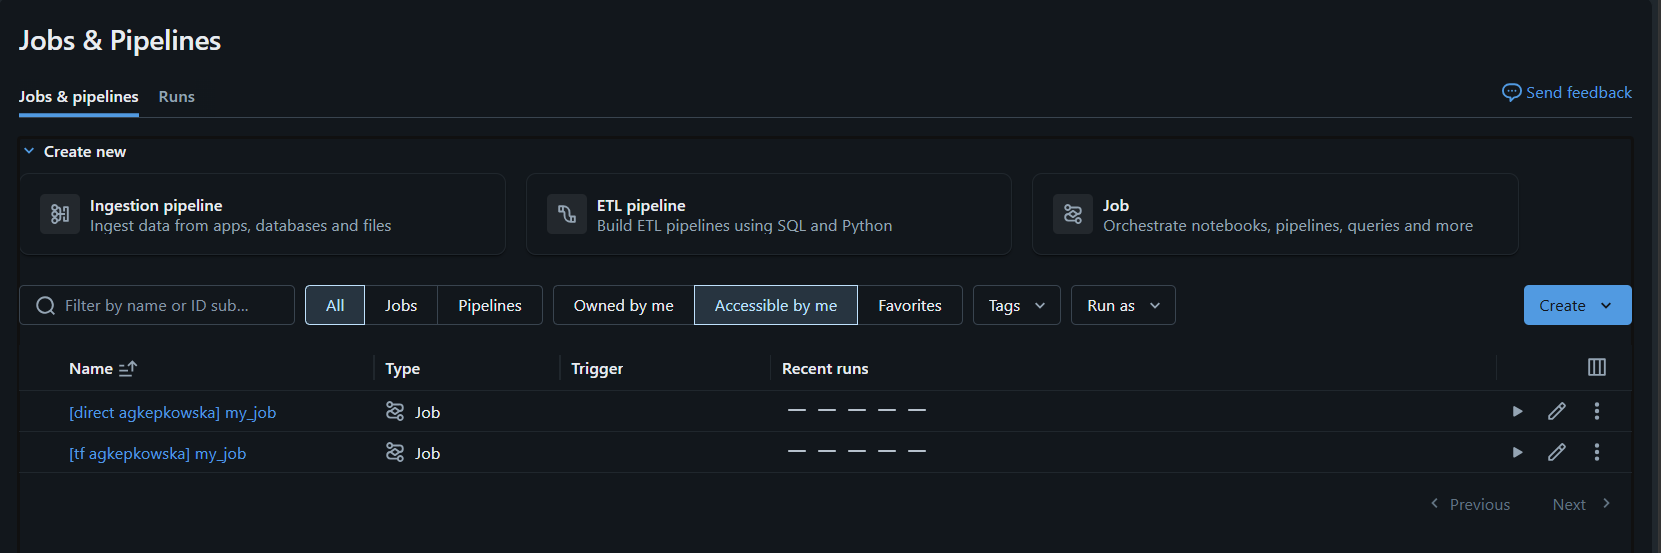 Jobs & Pipelines
Jobs & pipelines Runs
Send feedback
Create new
Ingestion pipeline
Ingest data from apps, databases and files
ETL pipeline
Build ETL pipelines using SQL and Python
Job
Orchestrate notebooks, pipelines, queries and more
Filter by name or ID sub... All Jobs Pipelines Owned by me Accessible by me Favorites Tags Run as Create
Name Type Trigger Recent runs
[direct agkepkowska] my_job Job
[tf agkepkowska] my_job Job
Previous Next